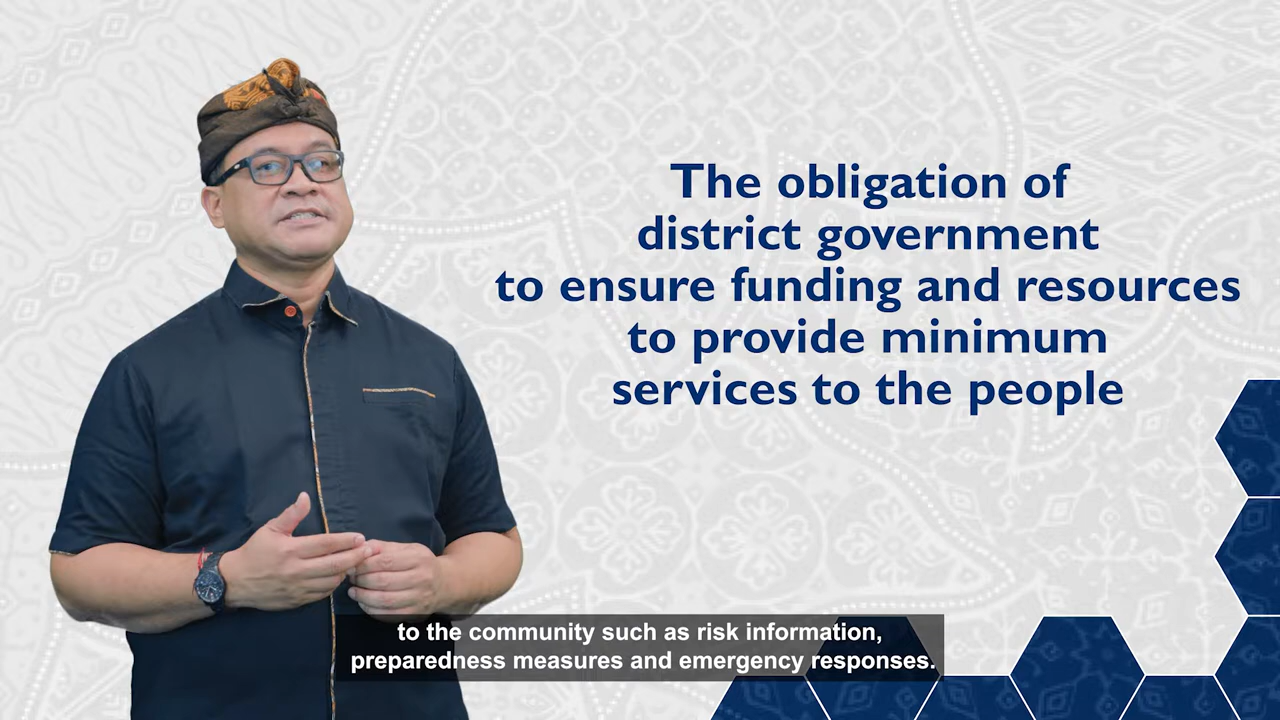 The obligation of
district government
to ensure funding and resources
to provide minimum
services to the people
to the community such as risk information,
preparedness measures and emergency responses.